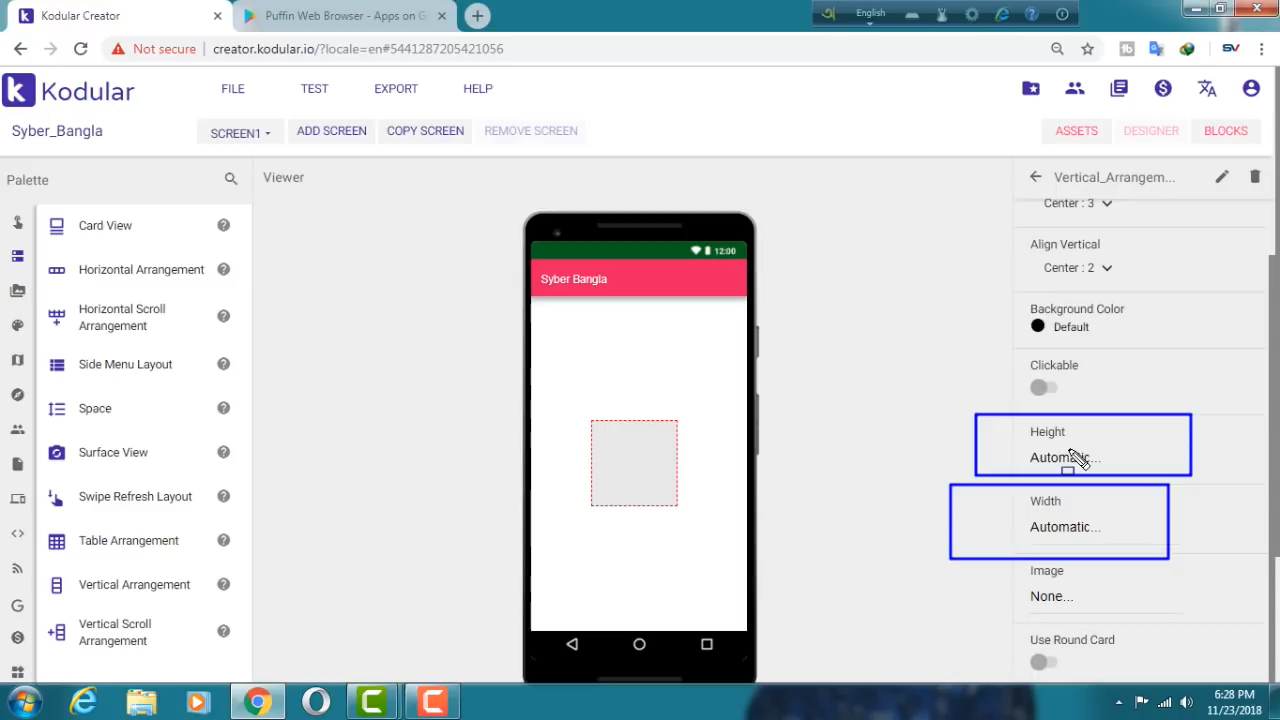 Kodular Creator
Puffin Web Browser - Apps on G
English
Not secure
creator.kodular.io/?locale=en#5441287205421056
Kodular
FILE
TEST
EXPORT
HELP
Syber_Bangla
SCREEN1
ADD SCREEN
COPY SCREEN
REMOVE SCREEN
ASSETS
DESIGNER
BLOCKS
Palette
Viewer
Vertical_Arrangem...
Card View
Horizontal Arrangement
Horizontal Scroll
Arrangement
Side Menu Layout
Space
Surface View
Swipe Refresh Layout
Table Arrangement
Vertical Arrangement
Vertical Scroll
Arrangement
12:00
Syber Bangla
Center : 3
Align Vertical
Center : 2
Background Color
Default
Clickable
Height
Automatic...
Width
Automatic...
Image
None...
Use Round Card
6:28 PM
11/23/2018